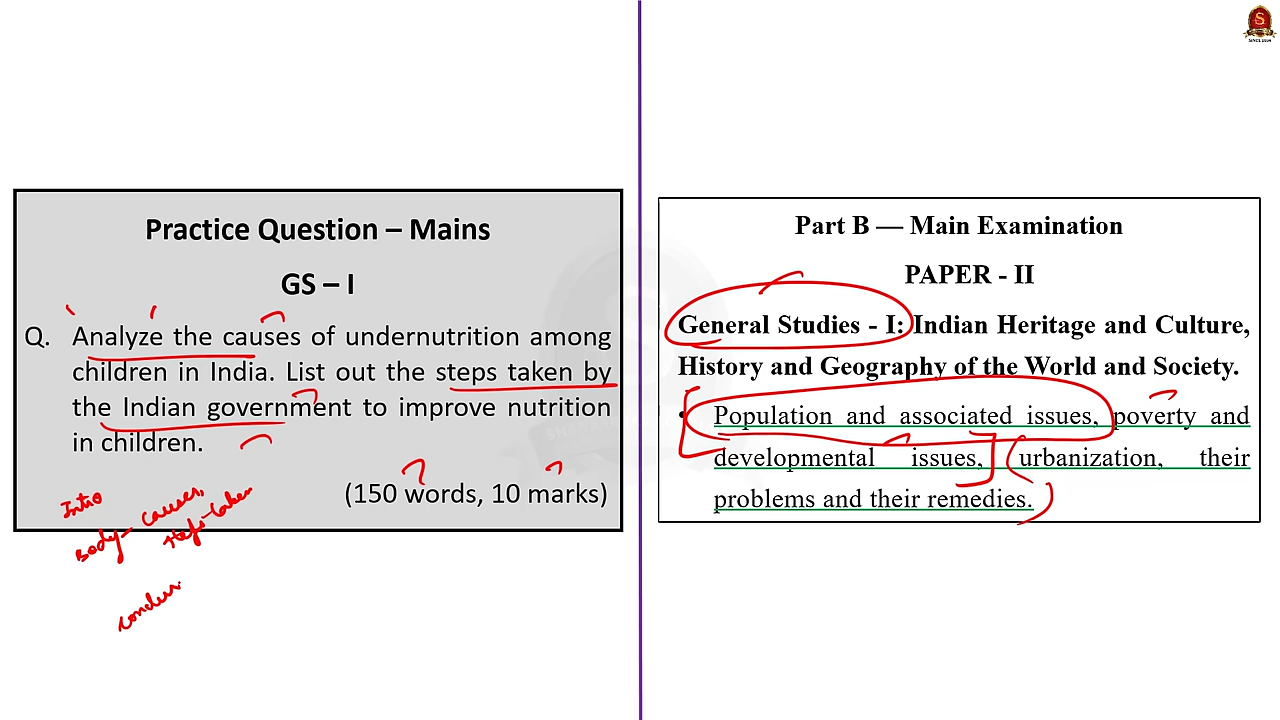 Practice Question – Mains
GS – I
Q. Analyze the causes of undernutrition among
children in India. List out the steps taken by
the Indian government to improve nutrition
in children.
(150 words, 10 marks)
Intro
Body – causes,
steps taken
S
SINCE 2004
Part B — Main Examination
PAPER - II
General Studies - I: Indian Heritage and Culture,
History and Geography of the World and Society.
• Population and associated issues, poverty and
developmental issues, urbanization, their
problems and their remedies.